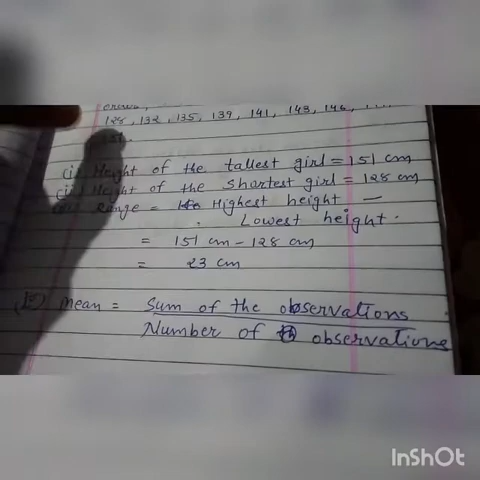 128, 132, 135, 139, 141, 143, 146,
(i) Height of the tallest girl = 151 cm
(ii) Height of the shortest girl = 128 cm
Range = Highest height —
Lowest height.
= 151 cm - 128 cm
= 23 cm
mean = Sum of the observations
Number of observations
InShOt